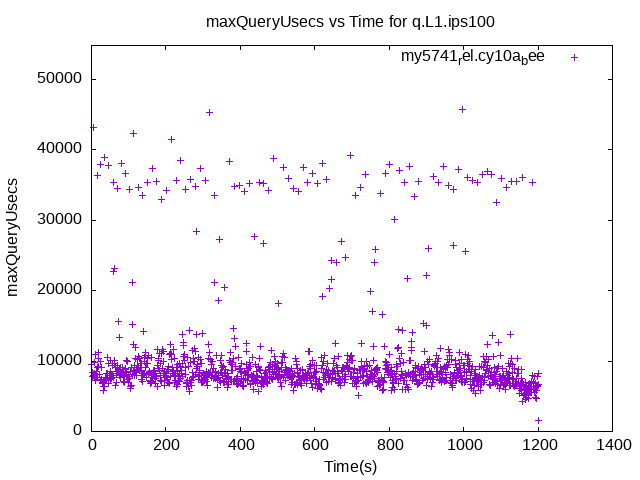 maxQueryUsecs vs Time for q.L1.ips100
my5741rel.cy10abee
50000
40000
30000
20000
10000
0
maxQueryUsecs
0 200 400 600 800 1000 1200 1400
Time(s)